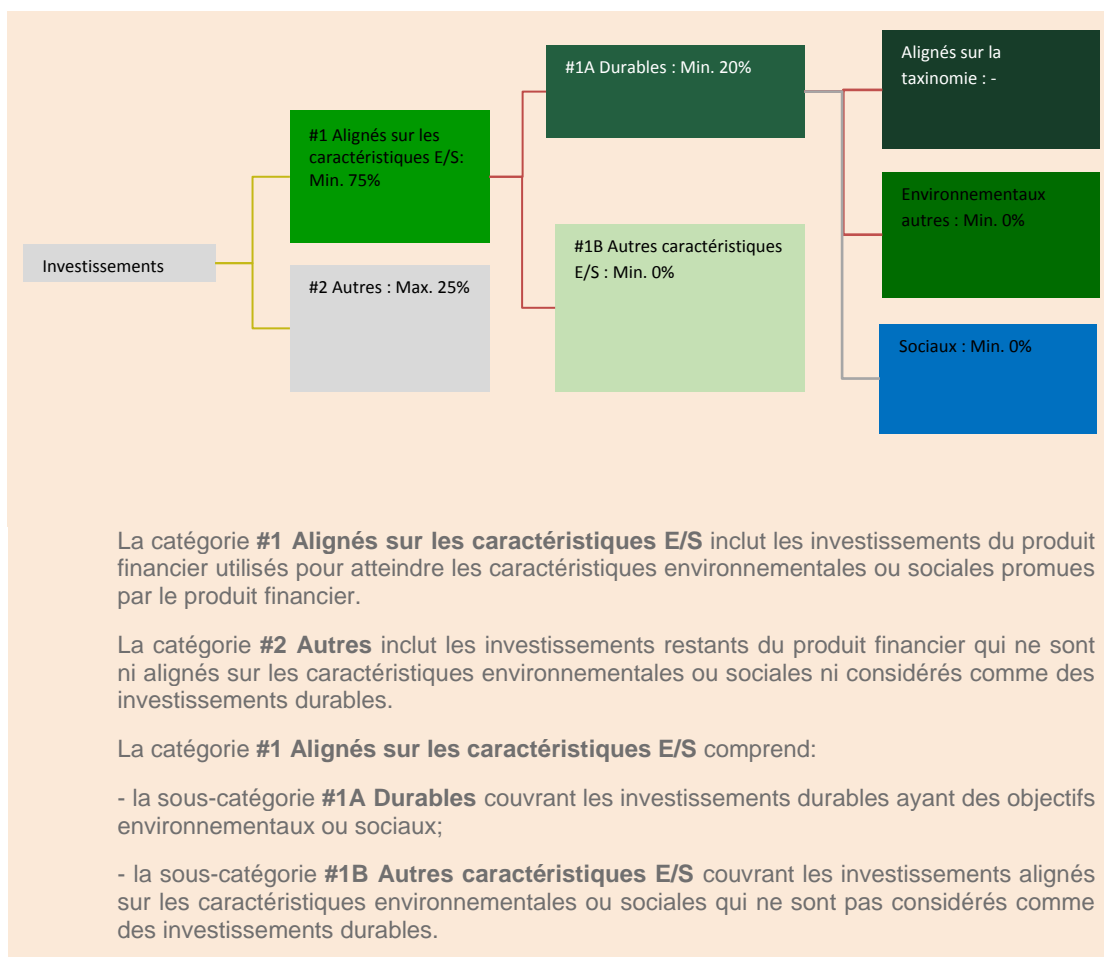 Investissements
#1 Alignés sur les
caractéristiques E/S:
Min. 75%
#2 Autres : Max. 25%
#1A Durables : Min. 20%
#1B Autres caractéristiques
E/S : Min. 0%
Alignés sur la
taxinomie : -
Environnementaux
autres : Min. 0%
Sociaux : Min. 0%
La catégorie #1 Alignés sur les caractéristiques E/S inclut les investissements du produit
financier utilisés pour atteindre les caractéristiques environnementales ou sociales promues
par le produit financier.
La catégorie #2 Autres inclut les investissements restants du produit financier qui ne sont
ni alignés sur les caractéristiques environnementales ou sociales ni considérés comme des
investissements durables.
La catégorie #1 Alignés sur les caractéristiques E/S comprend:
- la sous-catégorie #1A Durables couvrant les investissements durables ayant des objectifs
environnementaux ou sociaux;
- la sous-catégorie #1B Autres caractéristiques E/S couvrant les investissements alignés
sur les caractéristiques environnementales ou sociales qui ne sont pas considérés comme
des investissements durables.